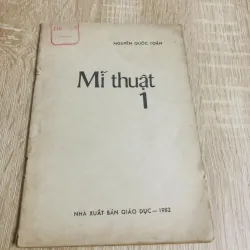 NGUYỄN QUỐC TOẢN
Mĩ thuật
1
NHÀ XUẤT BẢN GIÁO DỤC – 1982